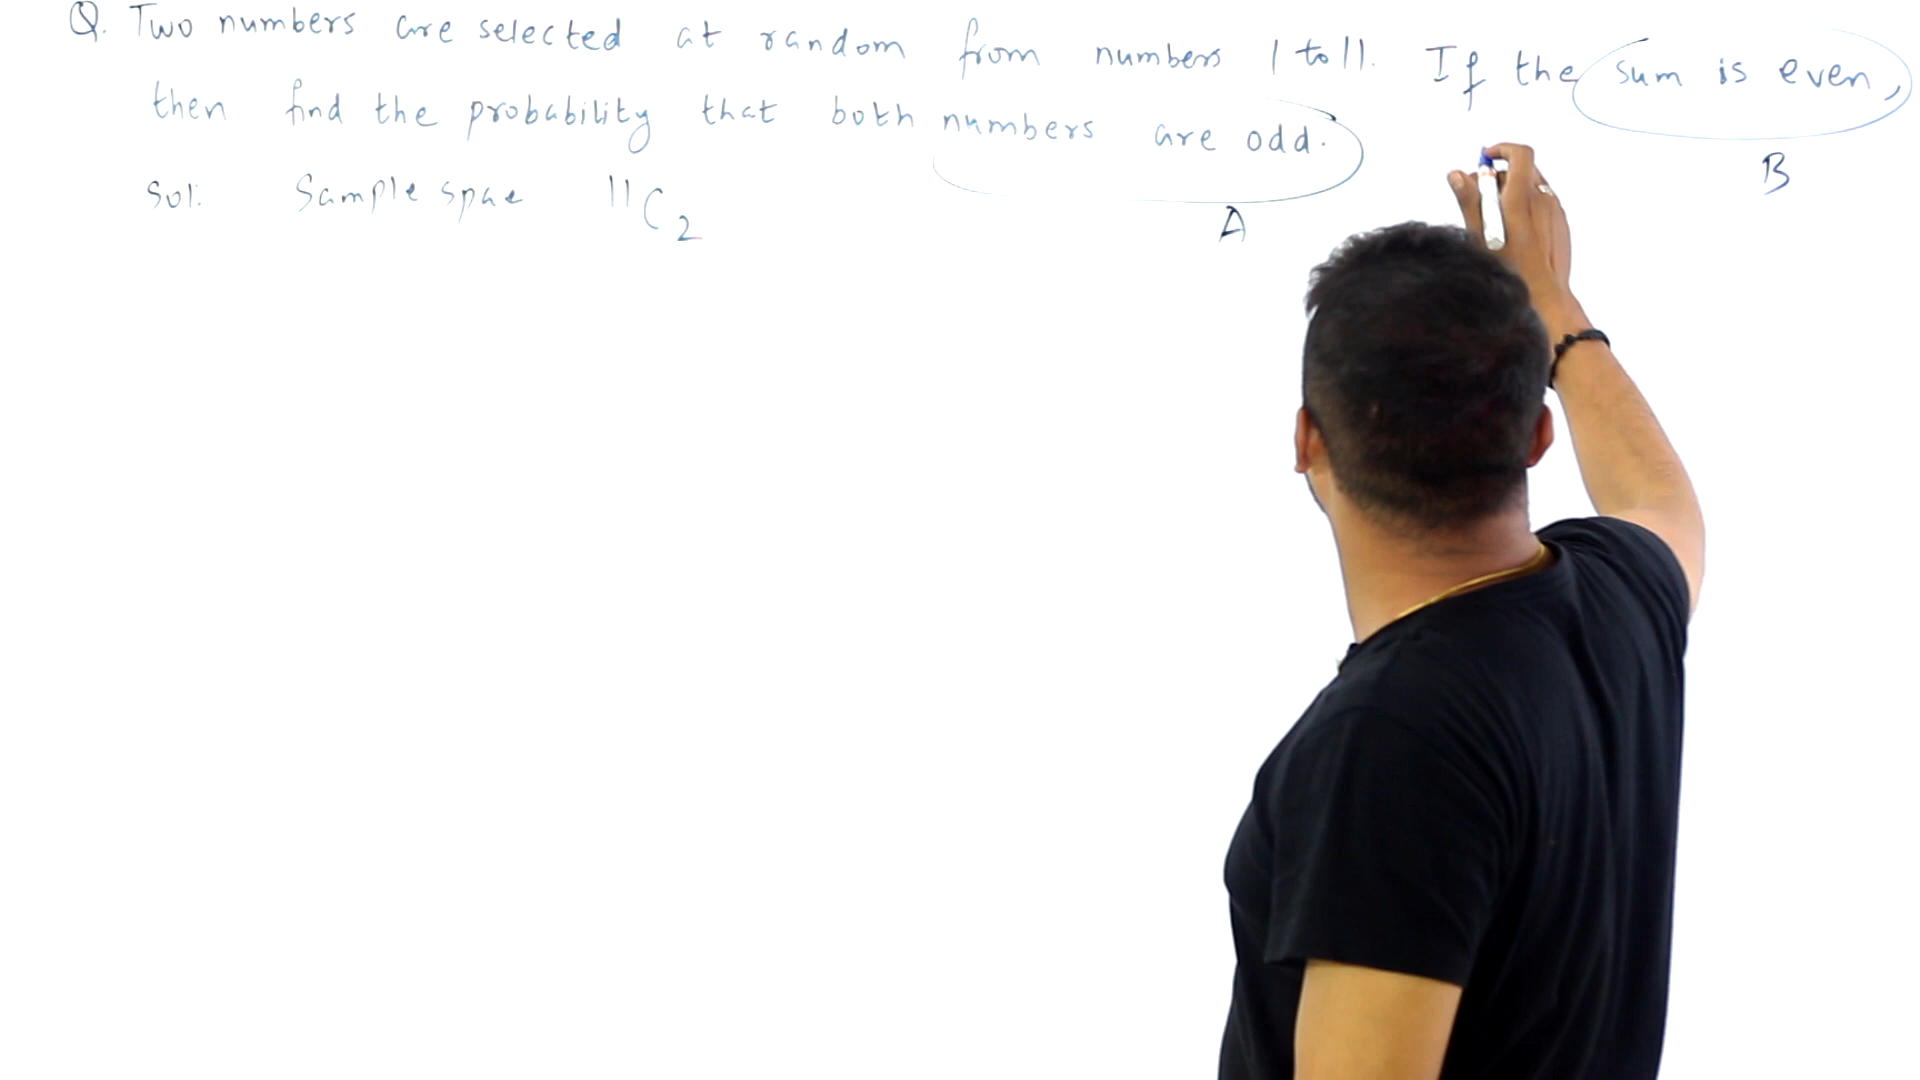 Q. Two numbers are selected at random from numbers 1 to 11. If the sum is even,
then find the probability that both numbers are odd.
B
Sol: Sample spae 11C2
A